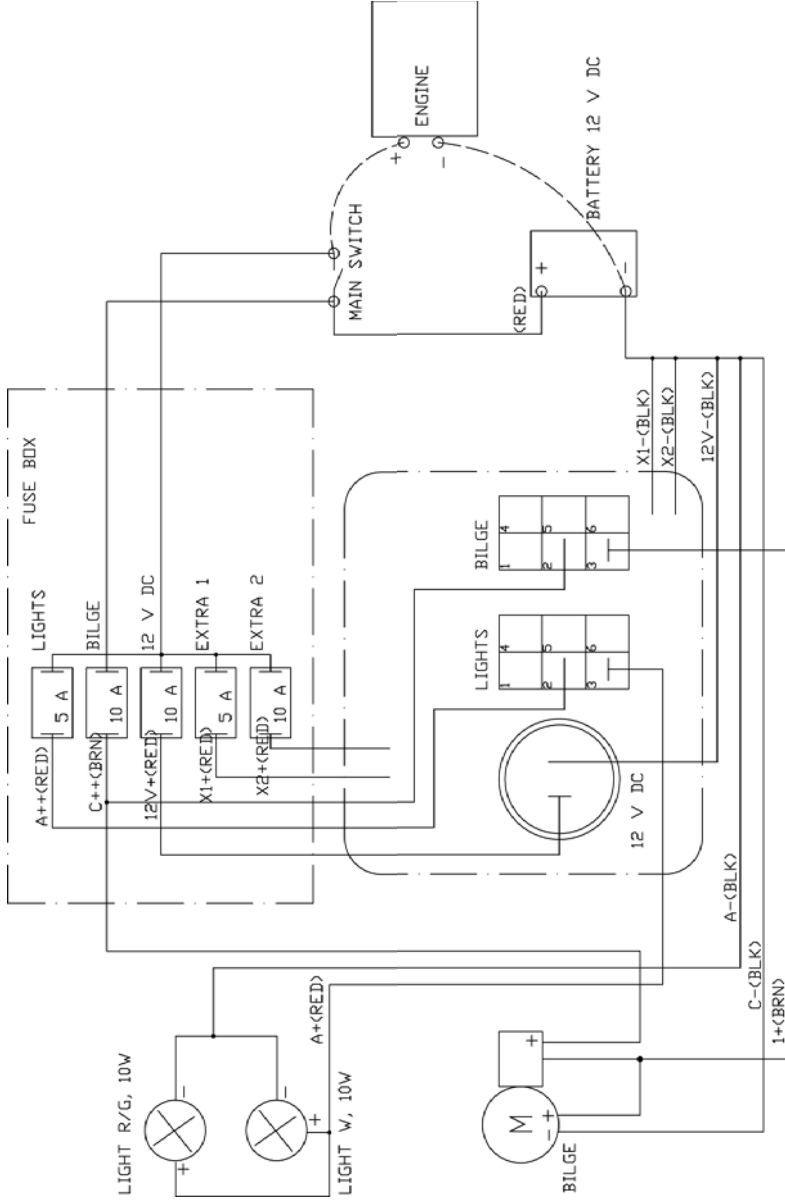 ENGINE
+
-
BATTERY 12 V DC
+
-
MAIN SWITCH
(RED)
FUSE BOX
LIGHTS
BILGE
12 V DC
EXTRA 1
EXTRA 2
5 A
10 A
10 A
5 A
10 A
A++(RED)
C++(BRN)
12V+(RED)
X1+(RED)
X2+(RED)
X1-(BLK)
X2-(BLK)
12V-(BLK)
BILGE
1 4
2 5
3 6
LIGHTS
1 4
2 5
3 6
12 V DC
A-(BLK)
C-(BLK)
1+(BRN)
A+(RED)
LIGHT R/G, 10W
+
-
LIGHT W, 10W
+
-
M
-+
+
BILGE